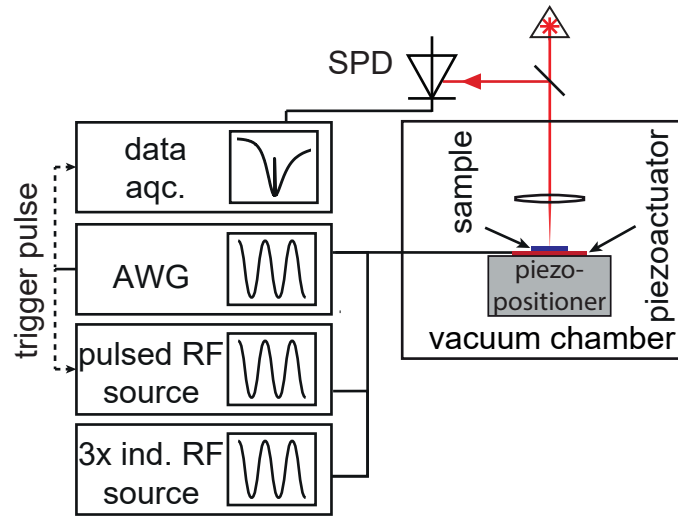 SPD
data
aqc.
trigger pulse
AWG
pulsed RF
source
3x ind. RF
source
sample
piezoactuator
piezo-
positioner
vacuum chamber